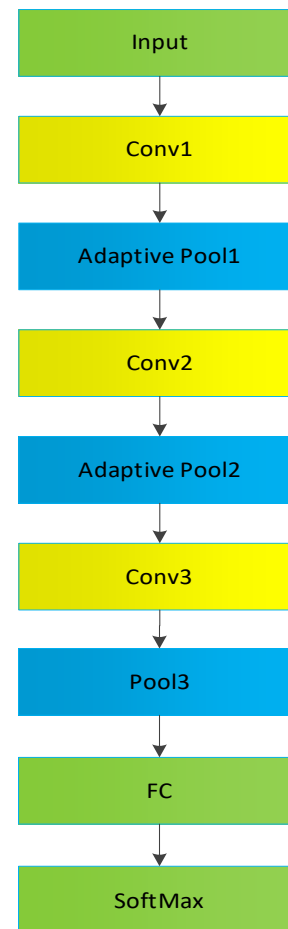 Input
Conv1
Adaptive Pool1
Conv2
Adaptive Pool2
Conv3
Pool3
FC
SoftMax